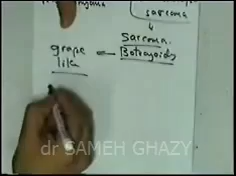 sarcoma
sarcoma.
grape = Botryoids
like
dr SAMEH GHAZY